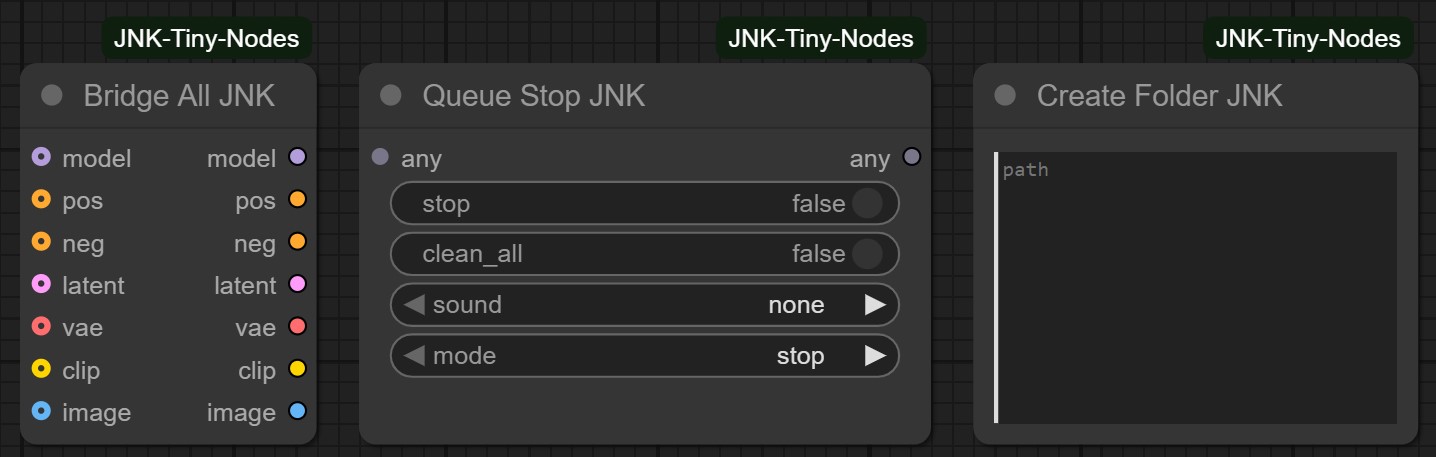 JNK-Tiny-Nodes
Bridge All JNK
model model
pos pos
neg neg
latent latent
vae vae
clip clip
image image
JNK-Tiny-Nodes
Queue Stop JNK
any any
stop false
clean_all false
sound none
mode stop
JNK-Tiny-Nodes
Create Folder JNK
path